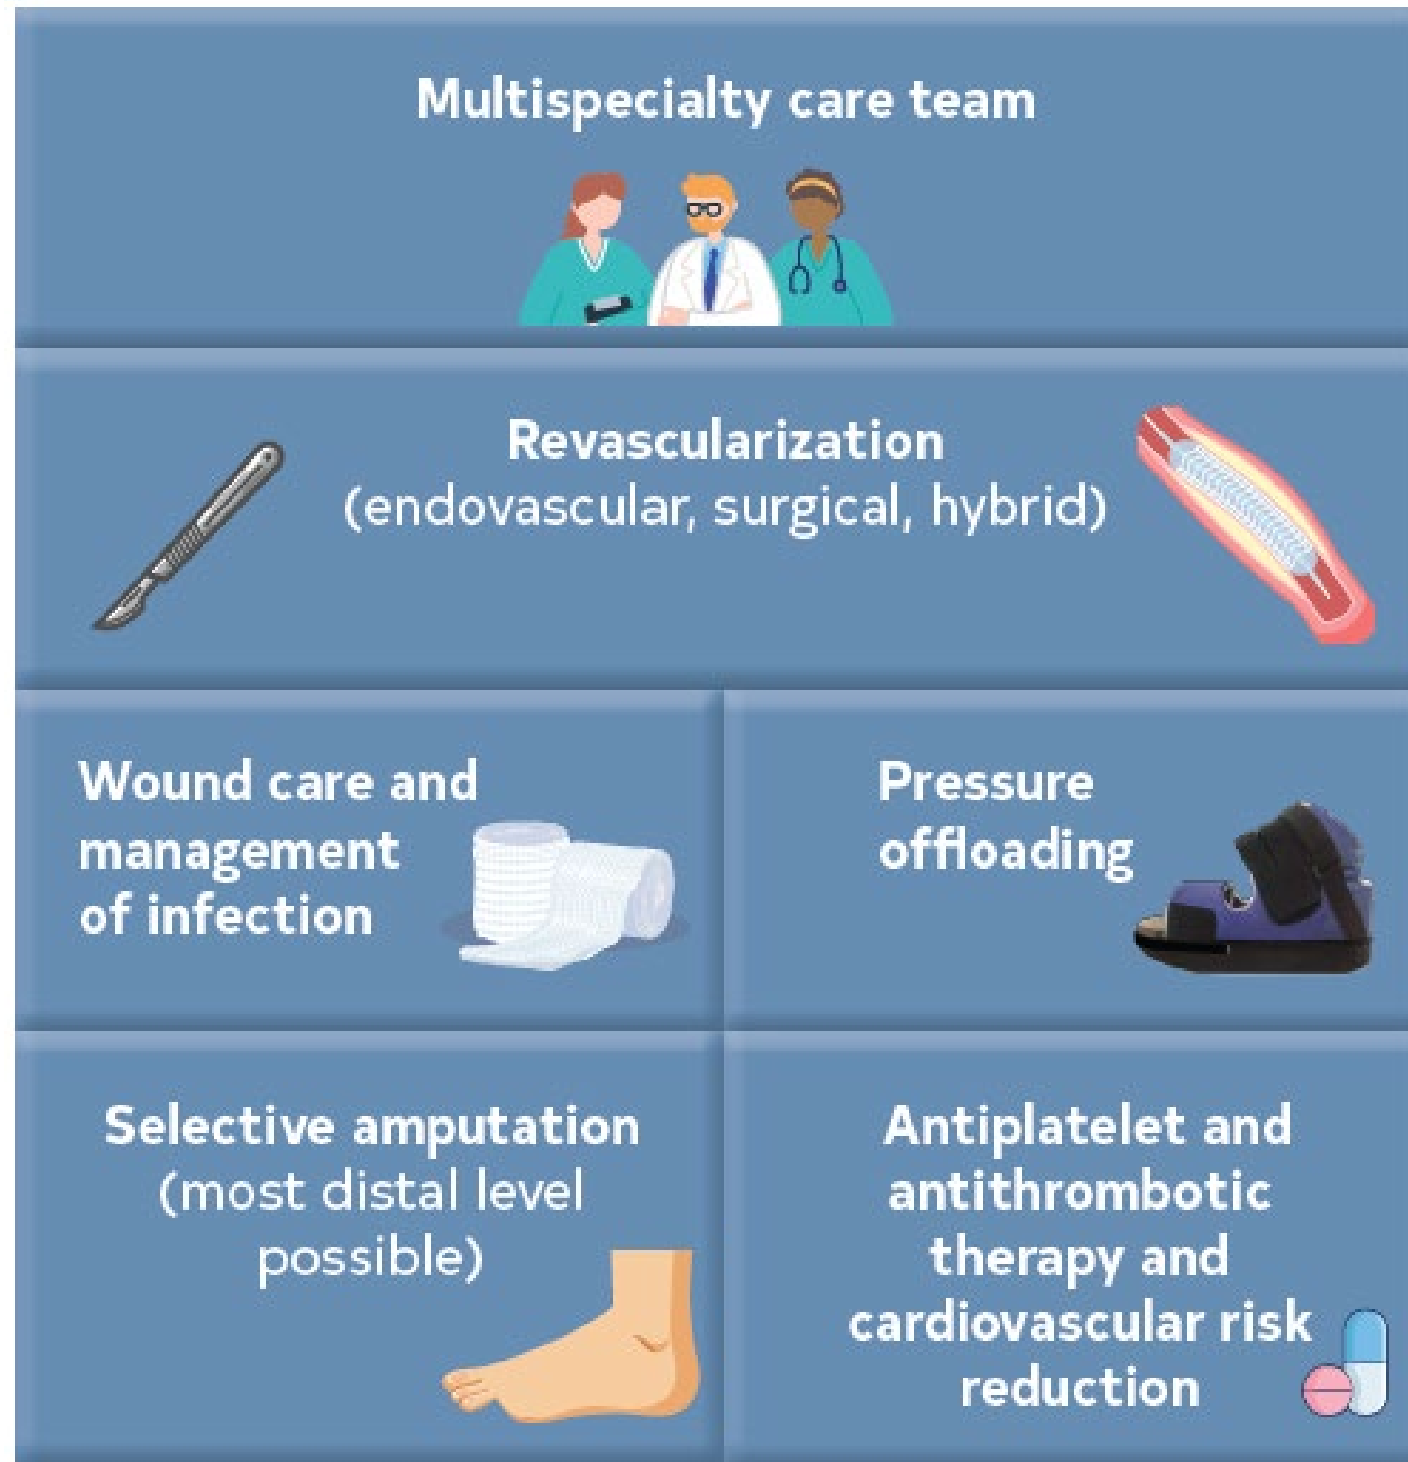 Multispecialty care team
Revascularization
(endovascular, surgical, hybrid)
Wound care and
management
of infection
Pressure
offloading
Selective amputation
(most distal level
possible)
Antiplatelet and
antithrombotic
therapy and
cardiovascular risk
reduction